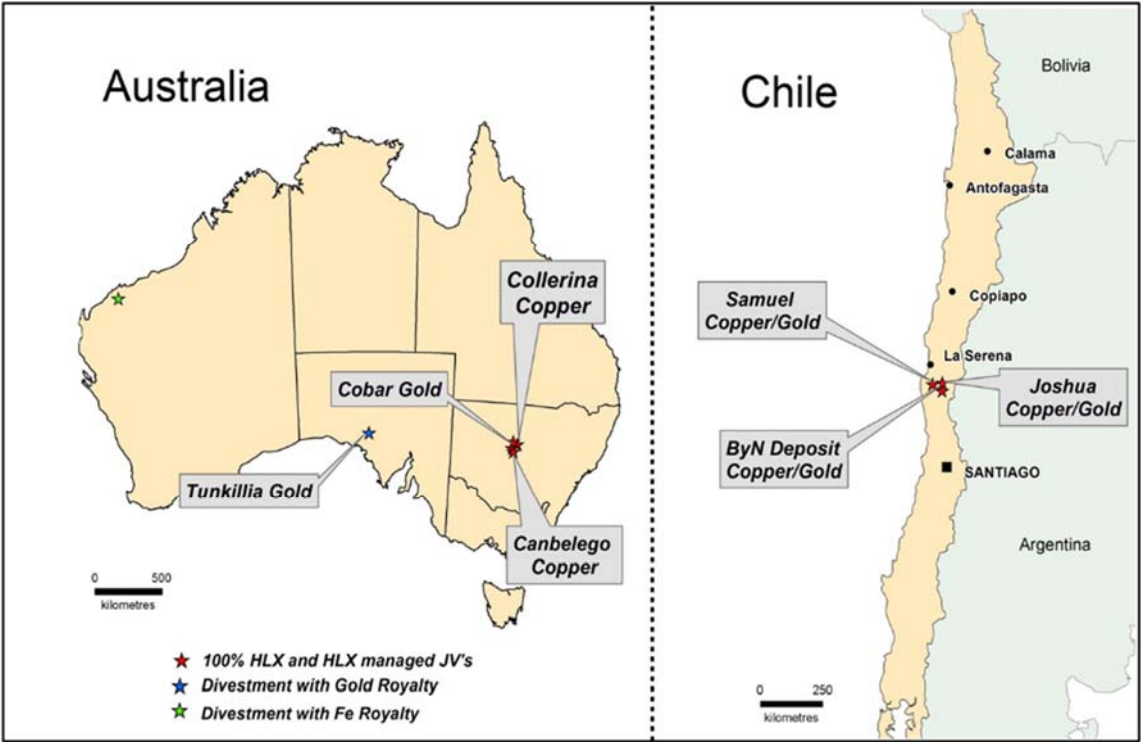 Australia
Collerina
Copper
Cobar Gold
Tunkillia Gold
Canbelego
Copper
0 500
kilometres
100% HLX and HLX managed JV's
Divestment with Gold Royalty
Divestment with Fe Royalty
Chile
Bolivia
Calama
Antofagasta
Samuel
Copper/Gold
Copiapo
La Serena
Joshua
Copper/Gold
ByN Deposit
Copper/Gold
SANTIAGO
Argentina
0 250
kilometres